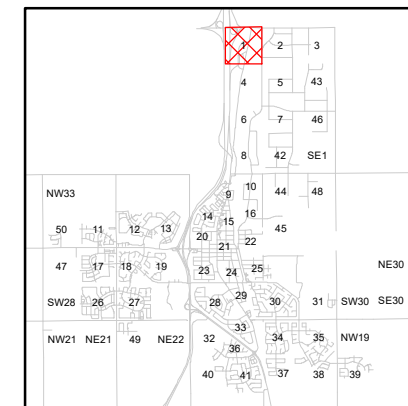 1 2 3
4 5 43
6 7 46
8 42 SE1
NW33 9 10 44 48
14 15 16
50 11 12 13 20 45
21 22
47 17 18 19 23 24 25 NE30
SW28 26 27 28 29 30 31 SW30 SE30
33
NW21 NE21 49 NE22 32 34 35 NW19
36
40 41 37 38 39